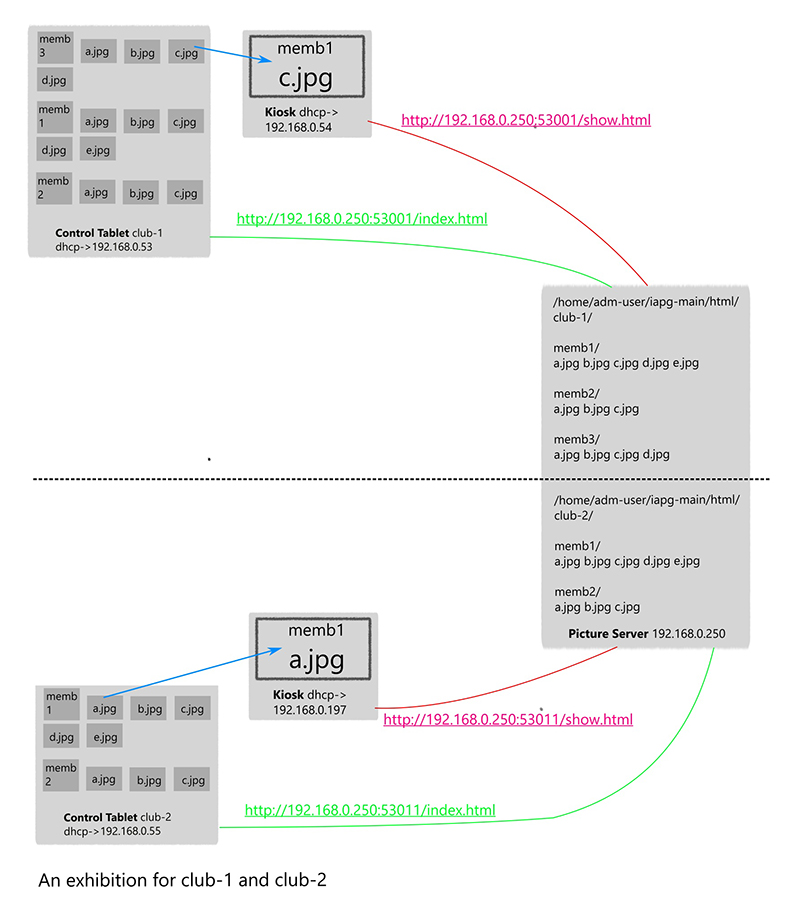 memb
3
a.jpg
b.jpg
c.jpg
d.jpg
memb
1
a.jpg
b.jpg
c.jpg
d.jpg
e.jpg
memb
2
a.jpg
b.jpg
c.jpg
Control Tablet club-1
dhcp->192.168.0.53
memb1
c.jpg
Kiosk dhcp->
192.168.0.54
http://192.168.0.250:53001/show.html
http://192.168.0.250:53001/index.html
/home/adm-user/iapg-main/html/
club-1/
memb1/
a.jpg b.jpg c.jpg d.jpg e.jpg
memb2/
a.jpg b.jpg c.jpg
memb3/
a.jpg b.jpg c.jpg d.jpg
/home/adm-user/iapg-main/html/
club-2/
memb1/
a.jpg b.jpg c.jpg d.jpg e.jpg
memb2/
a.jpg b.jpg c.jpg
Picture Server 192.168.0.250
memb1
a.jpg
Kiosk dhcp->
192.168.0.197
http://192.168.0.250:53011/show.html
memb
1
a.jpg
b.jpg
c.jpg
d.jpg
e.jpg
memb
2
a.jpg
b.jpg
c.jpg
Control Tablet club-2
dhcp->192.168.0.55
http://192.168.0.250:53011/index.html
An exhibition for club-1 and club-2